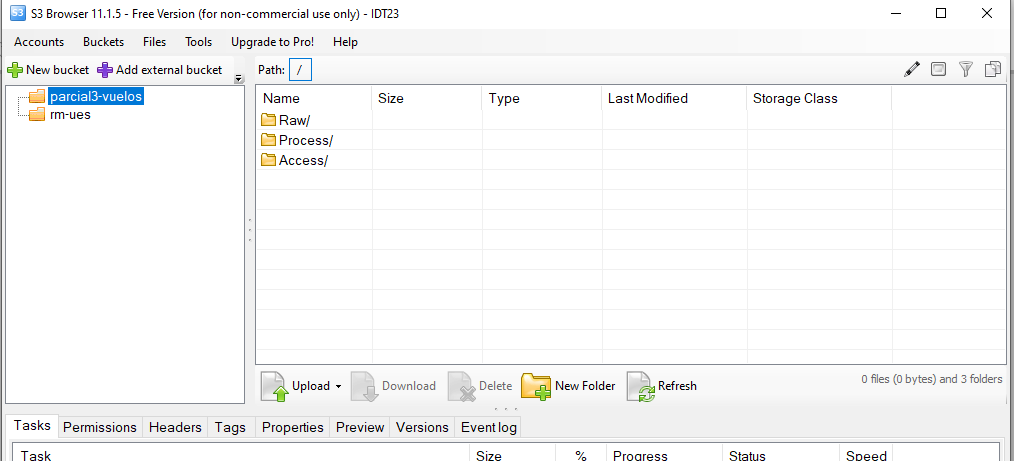 S3 S3 Browser 11.1.5 - Free Version (for non-commercial use only) - IDT23
Accounts Buckets Files Tools Upgrade to Pro! Help
New bucket Add external bucket Path: /
parcial3-vuelos
rm-ues
Name Size Type Last Modified Storage Class
Raw/
Process/
Access/
Upload Download Delete New Folder Refresh 0 files (0 bytes) and 3 folders
Tasks Permissions Headers Tags Properties Preview Versions Event log
Task Size % Progress Status Speed